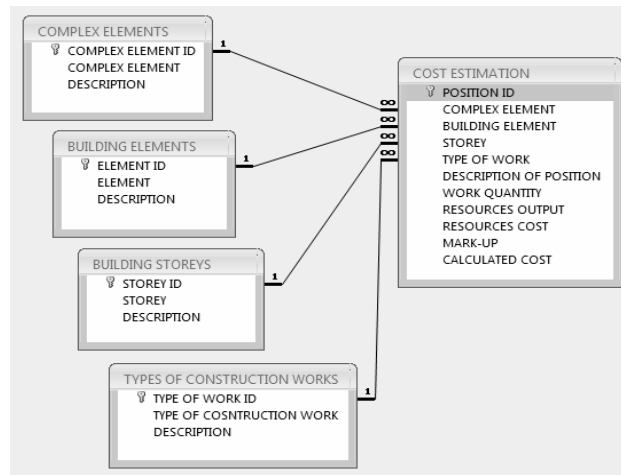 COMPLEX ELEMENTS
COMPLEX ELEMENT ID
COMPLEX ELEMENT
DESCRIPTION
1
BUILDING ELEMENTS
ELEMENT ID
ELEMENT
DESCRIPTION
1
BUILDING STOREYS
STOREY ID
STOREY
DESCRIPTION
1
TYPES OF CONSTRUCTION WORKS
TYPE OF WORK ID
TYPE OF COSNTRUCTION WORK
DESCRIPTION
1
COST ESTIMATION
∞
POSITION ID
∞
COMPLEX ELEMENT
∞
BUILDING ELEMENT
∞
STOREY
TYPE OF WORK
DESCRIPTION OF POSITION
WORK QUANTITY
RESOURCES OUTPUT
RESOURCES COST
MARK-UP
CALCULATED COST